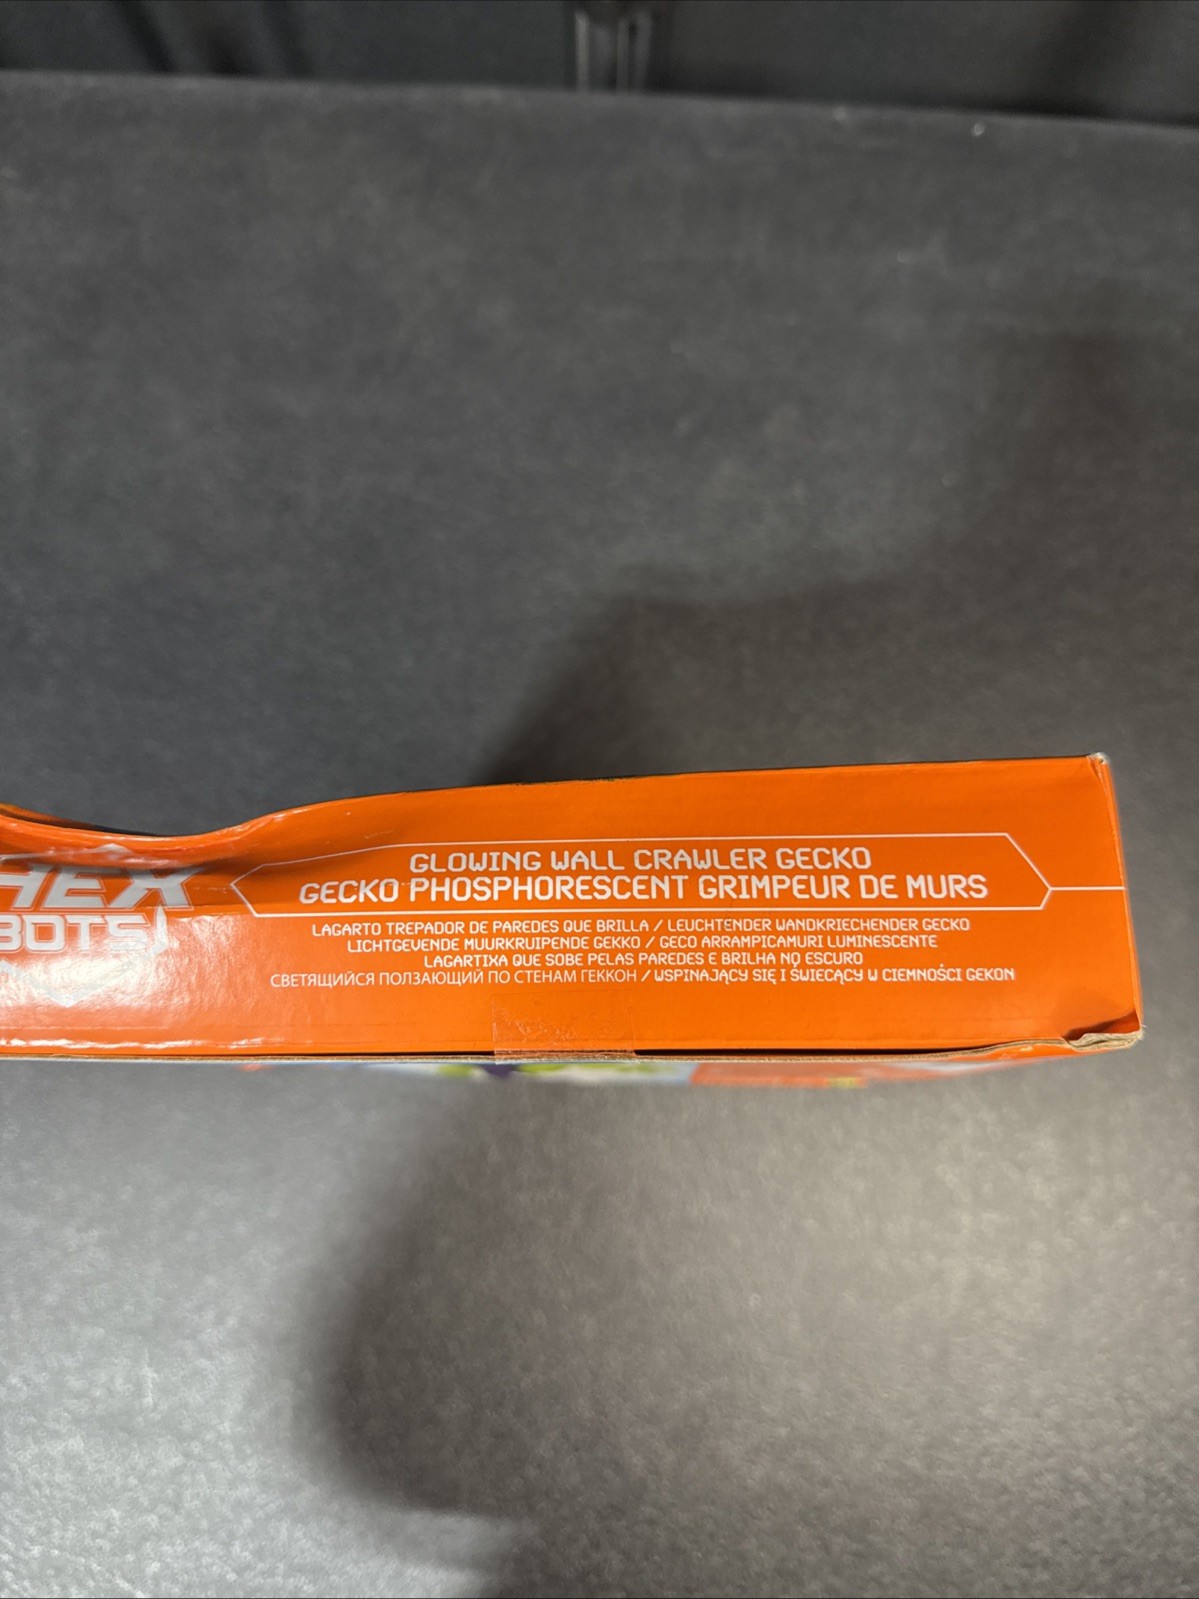 HEX
BOTS
GLOWING WALL CRAWLER GECKO
GECKO PHOSPHORESCENT GRIMPEUR DE MURS
LAGARTO TREPADOR DE PAREDES QUE BRILLA / LEUCHTENDER WANDKRIECHENDER GECKO
LICHTGEVENDE MUURKRUIPENDE GEKKO / GECO ARRAMPICAMURI LUMINESCENTE
LAGARTIXA QUE SOBE PELAS PAREDES E BRILHA NO ESCURO
СВЕТЯЩИЙСЯ ПОЛЗАЮЩИЙ ПО СТЕНАМ ГЕККОН / WSPINAJĄCY SIĘ I ŚWIECĄCY W CIEMNOŚCI GEKON